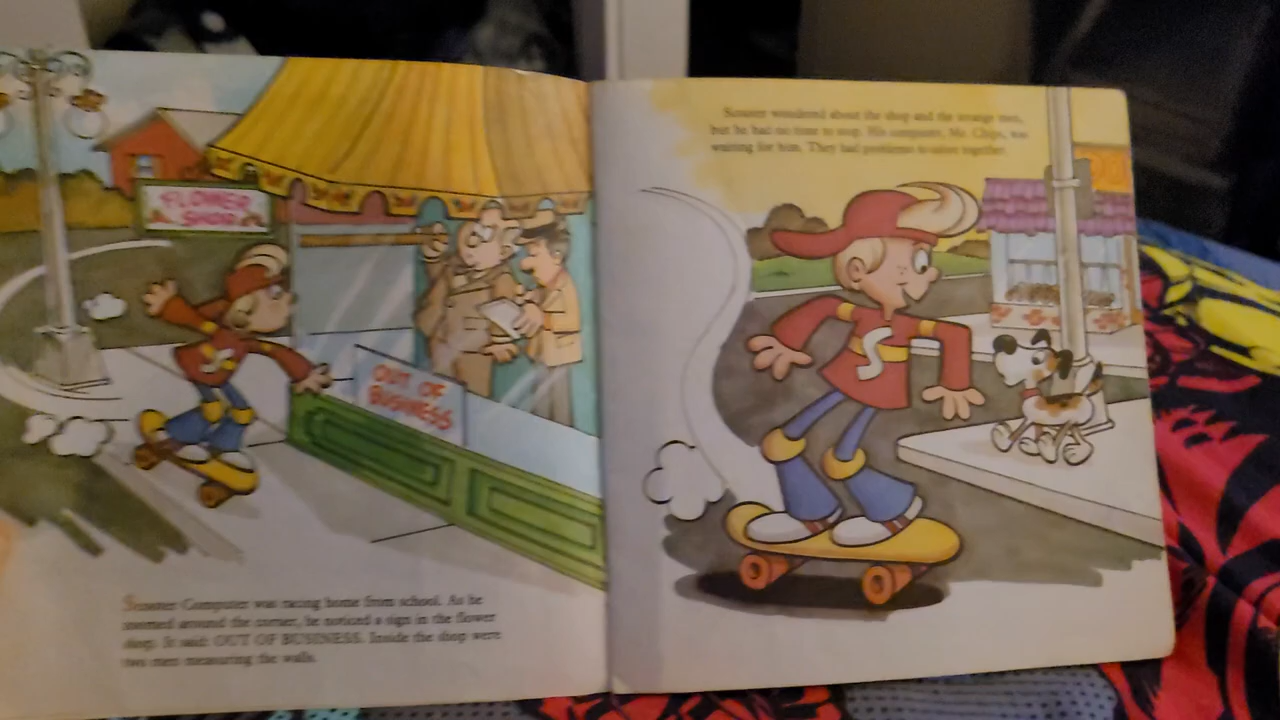 FLOWER
SHOP
OUT OF
BUSINESS
S
Scooter Computer was racing home from school. As he
zoomed around the corner, he noticed a sign in the flower
shop. It said: OUT OF BUSINESS. Inside the shop were
two men measuring the walls.
Scooter wondered about the shop and the strange men,
but he had no time to stop. His computer, Mr. Chips, was
waiting for him. They had problems to solve together.
S